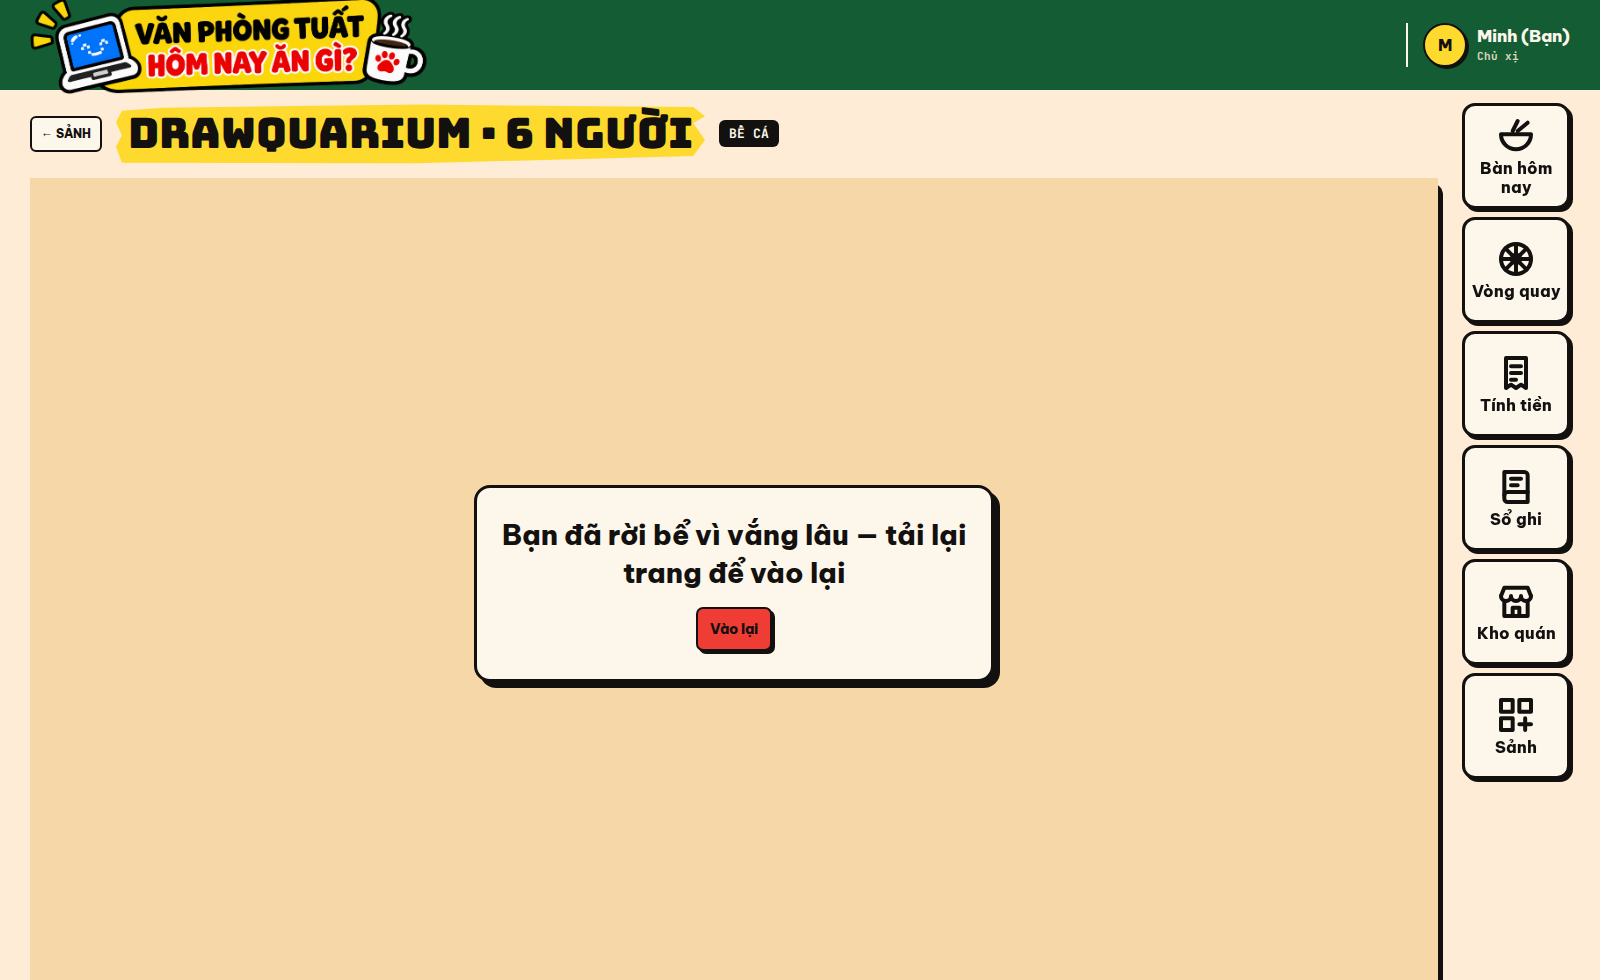 VĂN PHÒNG TUẤT
HÔM NAY ĂN GÌ?
M
Minh (Bạn)
Chủ xị
← SẢNH
DRAWQUARIUM · 6 NGƯỜI
BỂ CÁ
Bàn hôm
nay
Vòng quay
Tính tiền
Sổ ghi
Kho quán
Sảnh
Bạn đã rời bể vì vắng lâu — tải lại
trang để vào lại
Vào lại